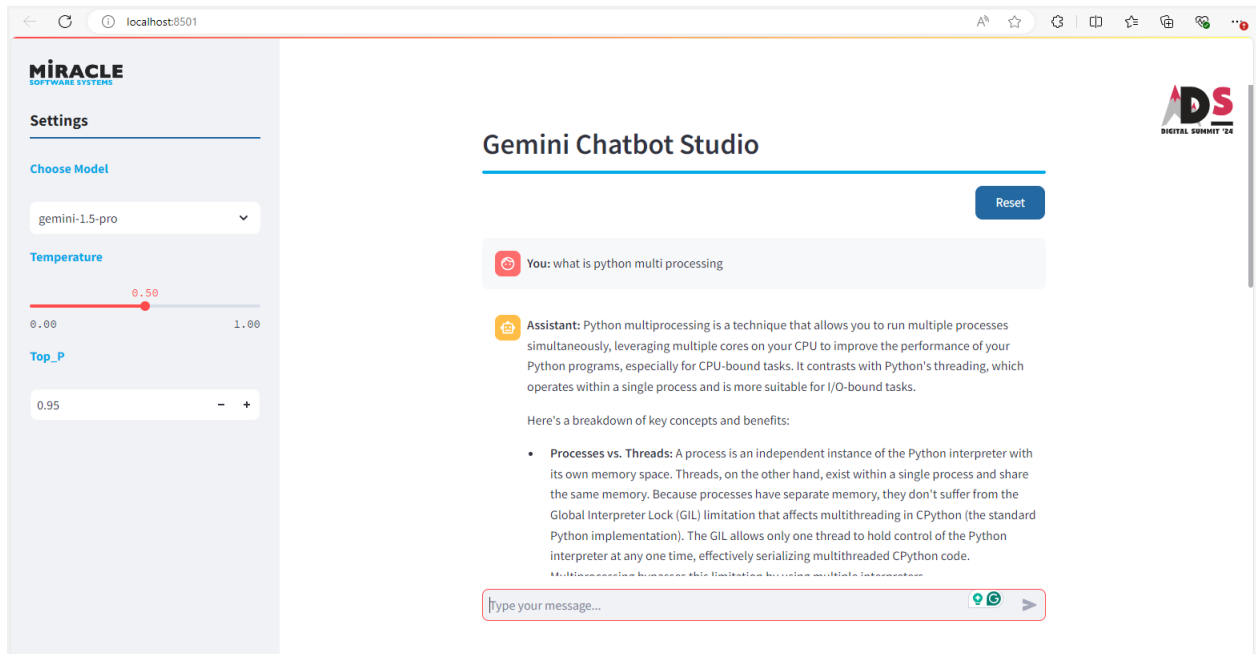 localhost:8501
MIRACLE
SOFTWARE SYSTEMS
Settings
Choose Model
gemini-1.5-pro
Temperature
0.50
0.00 1.00
Top_P
0.95 - +
ADS
DIGITAL SUMMIT '24
Gemini Chatbot Studio
Reset
You: what is python multi processing
Assistant: Python multiprocessing is a technique that allows you to run multiple processes
simultaneously, leveraging multiple cores on your CPU to improve the performance of your
Python programs, especially for CPU-bound tasks. It contrasts with Python's threading, which
operates within a single process and is more suitable for I/O-bound tasks.
Here's a breakdown of key concepts and benefits:
• Processes vs. Threads: A process is an independent instance of the Python interpreter with
its own memory space. Threads, on the other hand, exist within a single process and share
the same memory. Because processes have separate memory, they don't suffer from the
Global Interpreter Lock (GIL) limitation that affects multithreading in CPython (the standard
Python implementation). The GIL allows only one thread to hold control of the Python
interpreter at any one time, effectively serializing multithreaded CPython code.
Multiprocessing bypasses this limitation by using multiple interpreters.
Type your message...